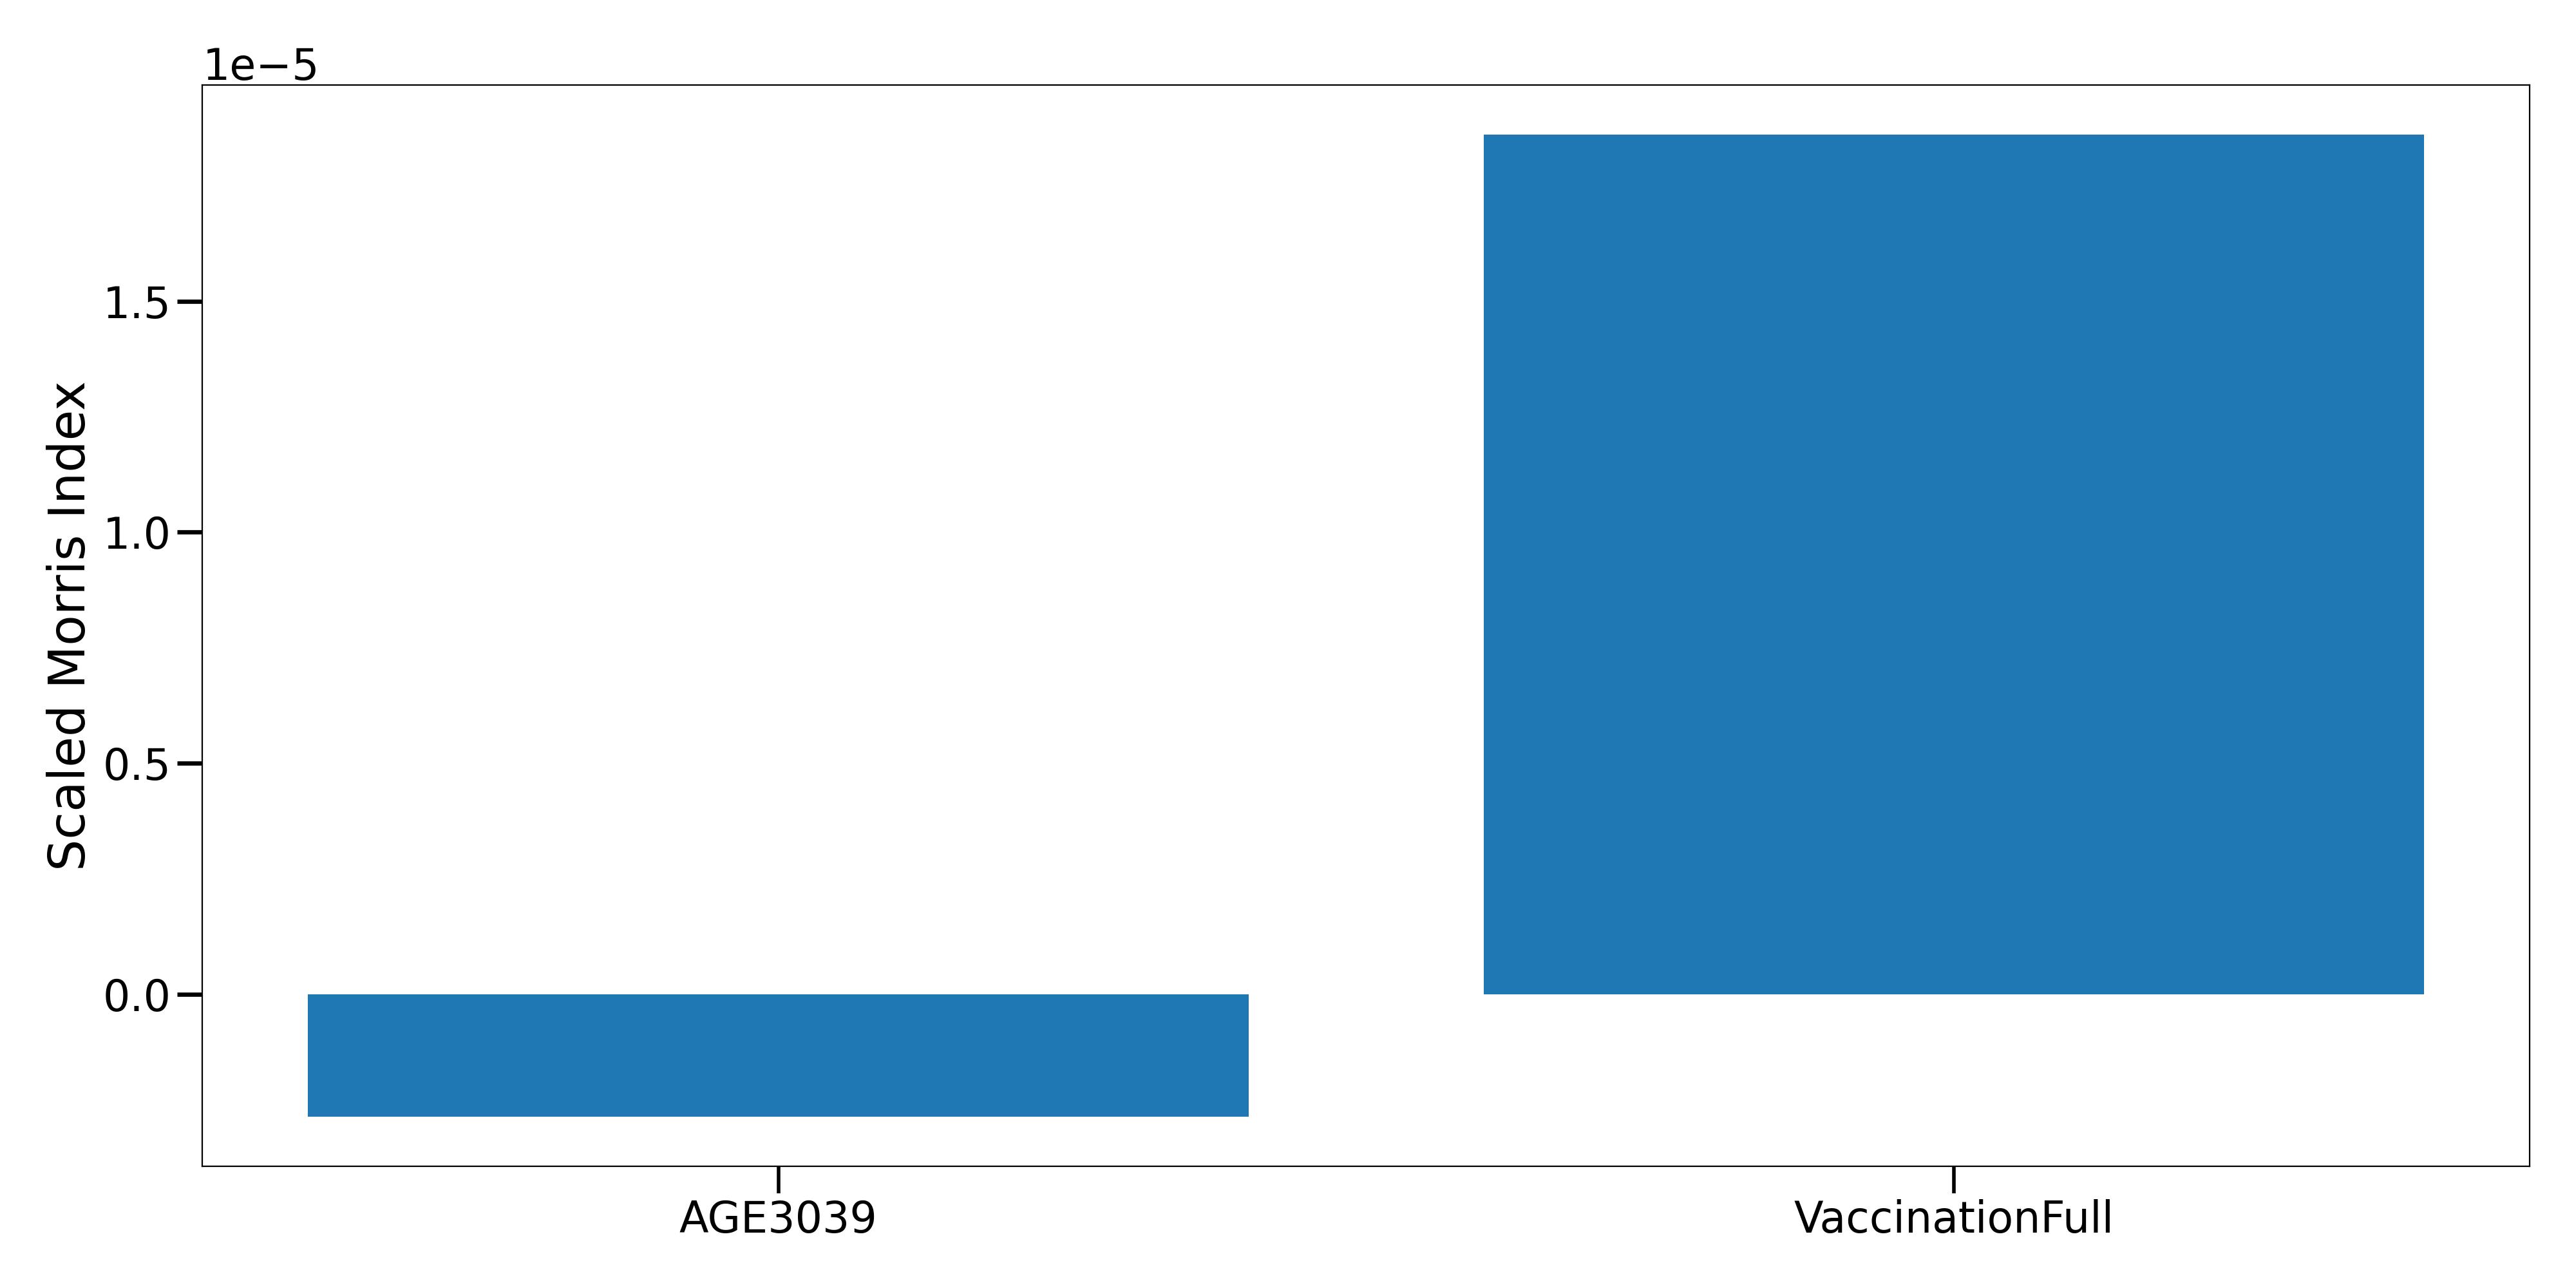 1e−5
Scaled Morris Index
1.5
1.0
0.5
0.0
AGE3039
VaccinationFull